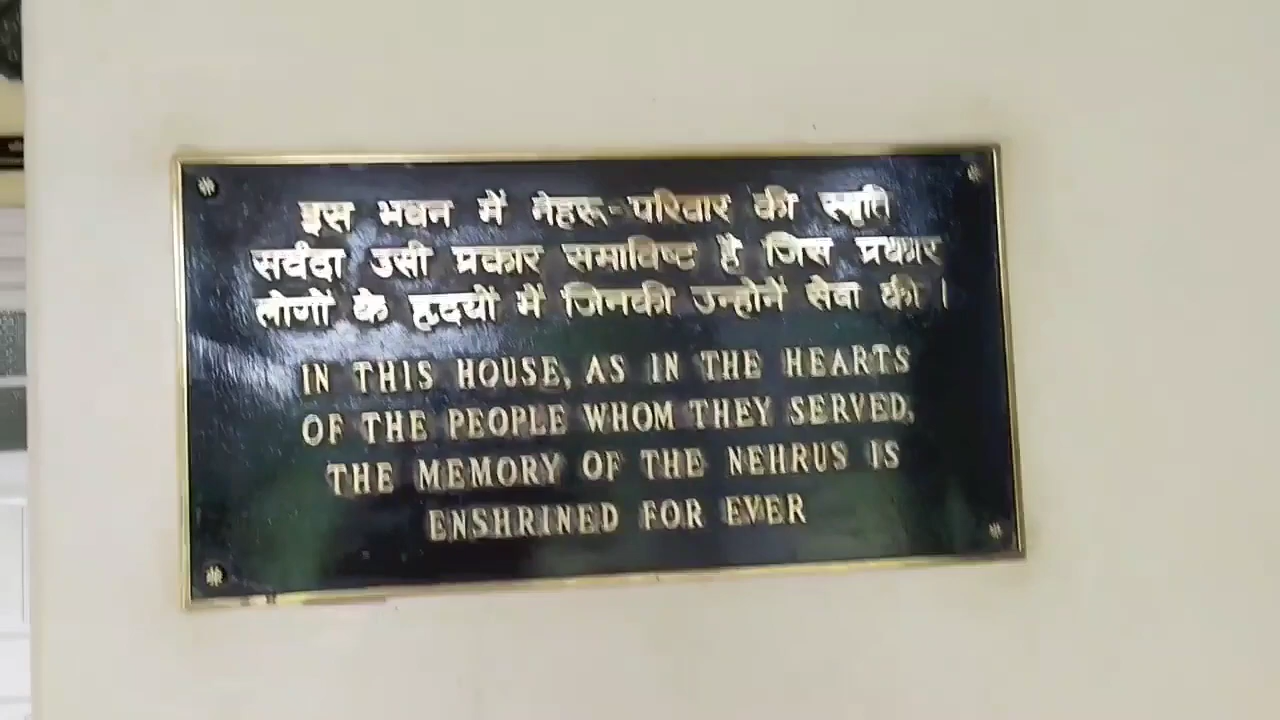 इस भवन में नेहरू-परिवार की स्मृति
सर्वदा उसी प्रकार समाविष्ट है जिस प्रकार
लोगों के हृदयों में जिनकी उन्होनें सेवा की ।
IN THIS HOUSE, AS IN THE HEARTS
OF THE PEOPLE WHOM THEY SERVED,
THE MEMORY OF THE NEHRUS IS
ENSHRINED FOR EVER